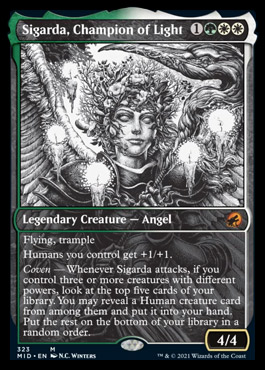 Sigarda, Champion of Light 1
Legendary Creature — Angel
Flying, trample
Humans you control get +1/+1.
Coven — Whenever Sigarda attacks, if you
control three or more creatures with different
powers, look at the top five cards of your
library. You may reveal a Human creature card
from among them and put it into your hand.
Put the rest on the bottom of your library in a
random order.
4/4
323 M
MID • EN N.C. WINTERS
™ & © 2021 Wizards of the Coast